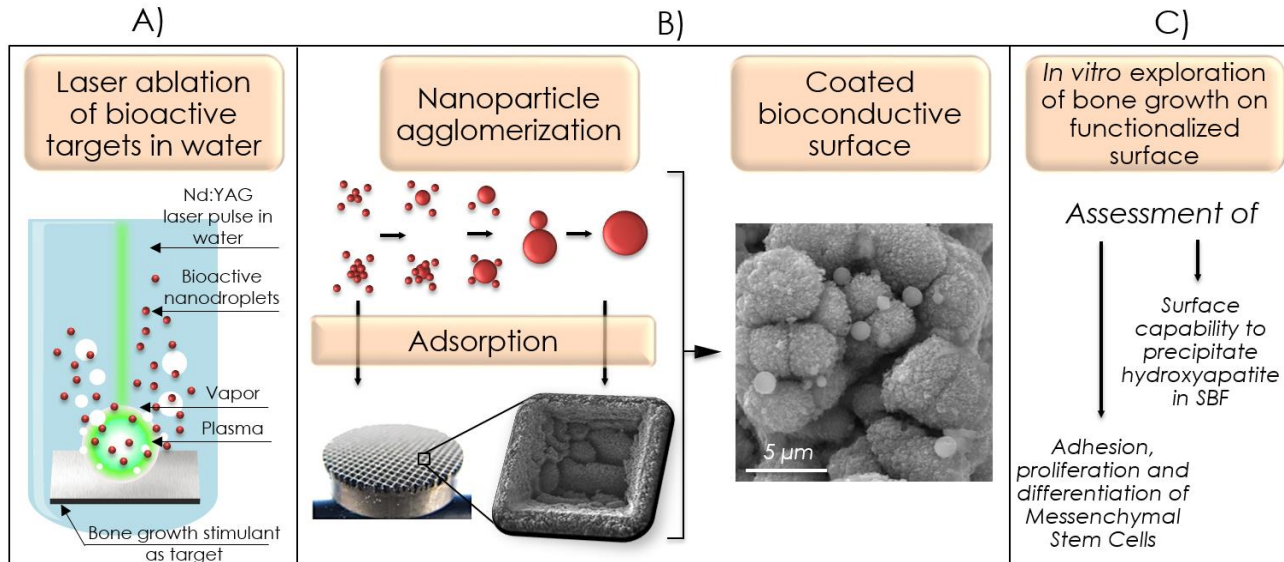 A)
Laser ablation
of bioactive
targets in water
Nd:YAG
laser pulse in
water
Bioactive
nanodroplets
Vapor
Plasma
Bone growth stimulant
as target
B)
Nanoparticle
agglomerization
Adsorption
Coated
bioconductive
surface
5 µm
C)
In vitro exploration
of bone growth on
functionalized
surface
Assessment of
Surface
capability to
precipitate
hydroxyapatite
in SBF
Adhesion,
proliferation and
differentiation of
Messenchymal
Stem Cells